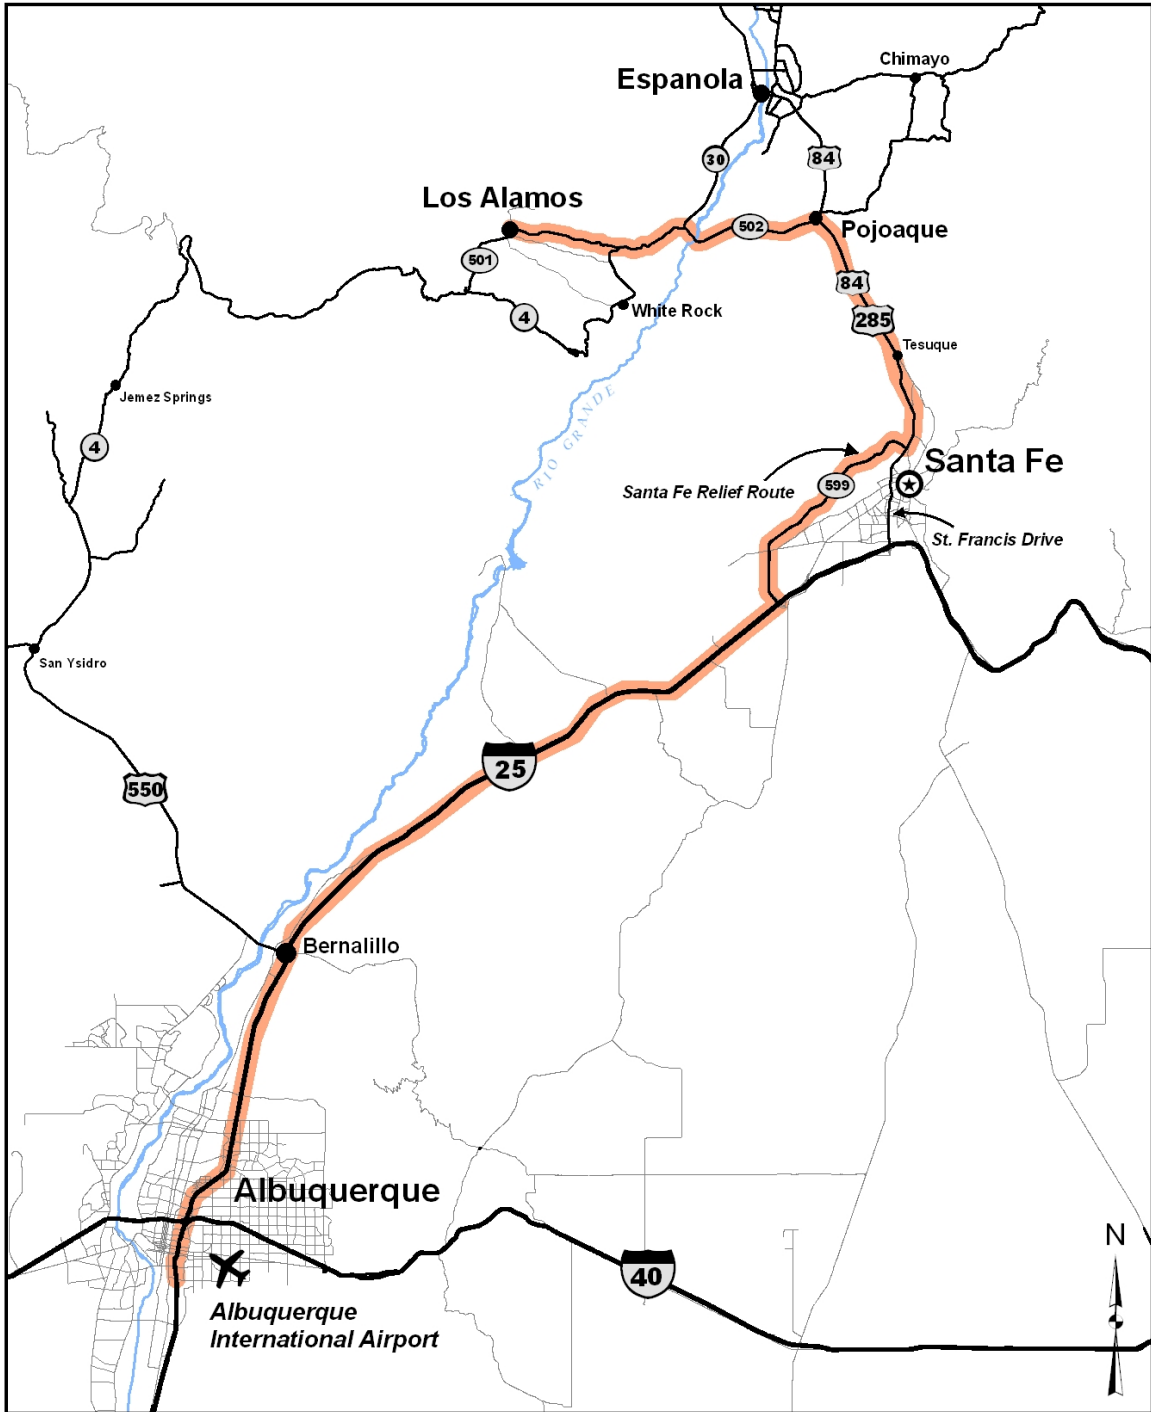 Chimayo
Espanola
30
84
Los Alamos
502
Pojoaque
501
84
White Rock
4
285
Tesuque
Jemez Springs
RIO GRANDE
4
Santa Fe
Santa Fe Relief Route
599
St. Francis Drive
San Ysidro
25
550
Bernalillo
Albuquerque
N
40
Albuquerque
International Airport